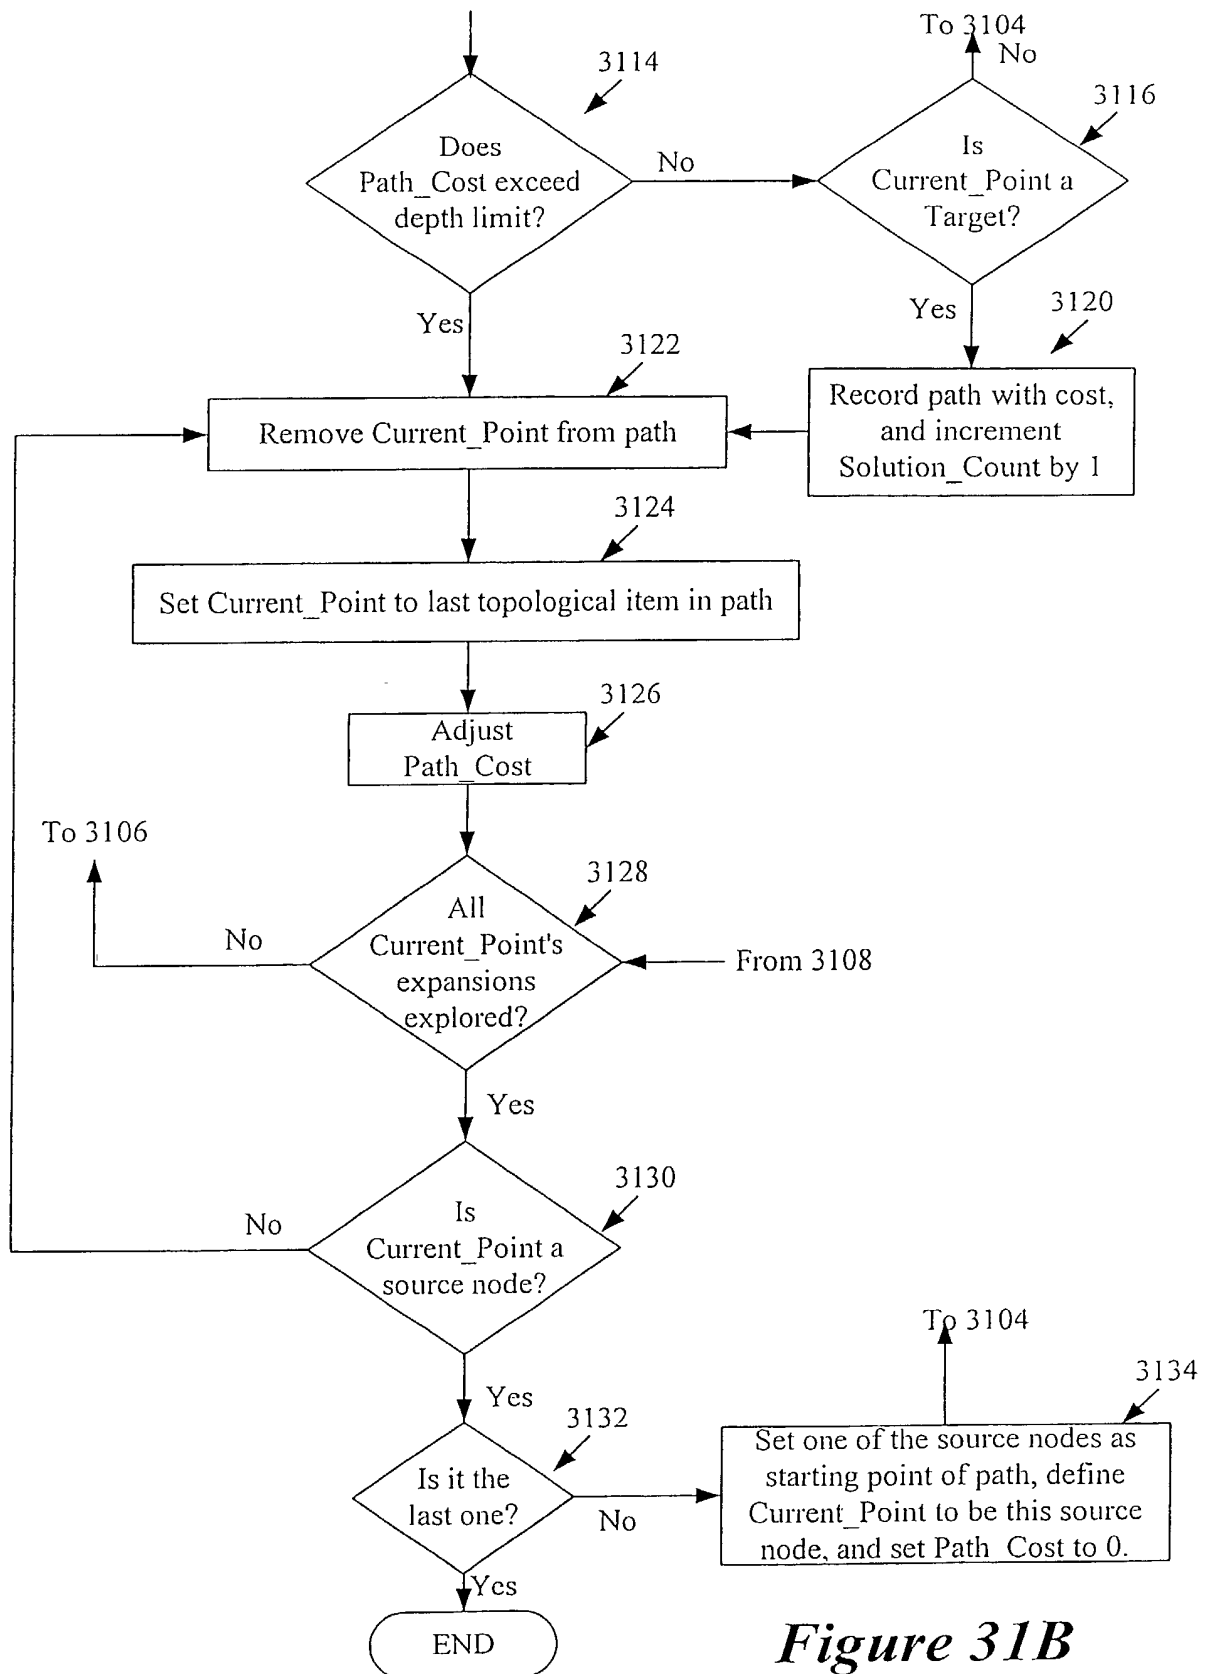 To 3104
No
3114
3116
Does
Path_Cost exceed
depth limit?
No
Is
Current_Point a
Target?
Yes
Yes
3120
3122
Record path with cost,
and increment
Solution_Count by 1
Remove Current_Point from path
3124
Set Current_Point to last topological item in path
3126
Adjust
Path_Cost
To 3106
3128
All
Current_Point's
expansions
explored?
No
From 3108
Yes
3130
Is
Current_Point a
source node?
No
To 3104
3134
Yes
3132
Is it the
last one?
No
Set one of the source nodes as
starting point of path, define
Current_Point to be this source
node, and set Path_Cost to 0.
Yes
END
Figure 31B